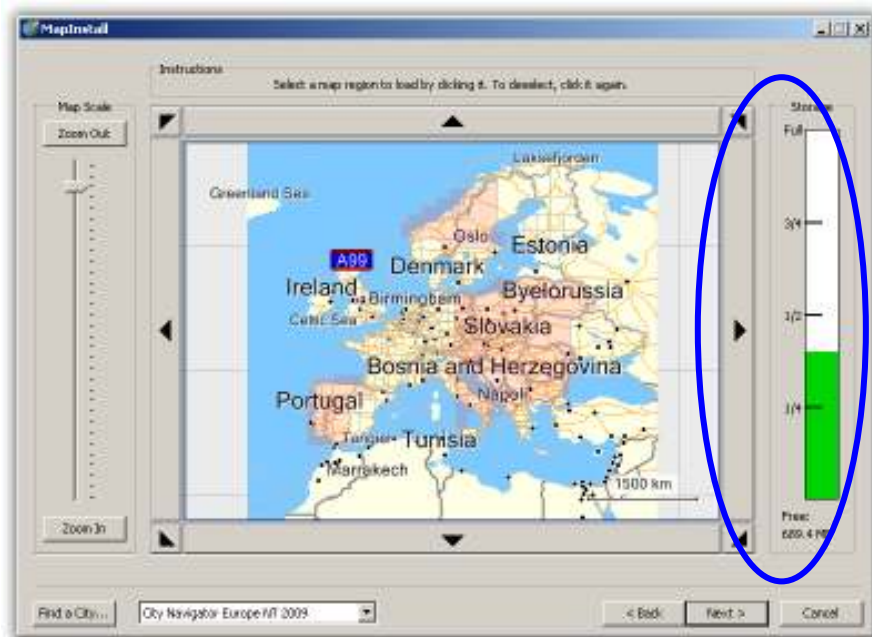 MapInstall
Instructions
Select a map region to load by clicking it. To deselect, click it again.
Map Scale
Zoom Out
Zoom In
Storage
Full
3/4
1/2
1/4
Free:
689.4 MB
Laksefjorden
Greenland Sea
Oslo
Estonia
A99
Denmark
Ireland
Birmingham
Byelorussia
Celtic Sea
Slovakia
Bosnia and Herzegovina
Portugal
Napoli
Tangier
Tunisia
Marrakech
1500 km
Find a City...
City Navigator Europe NT 2009
< Back
Next >
Cancel